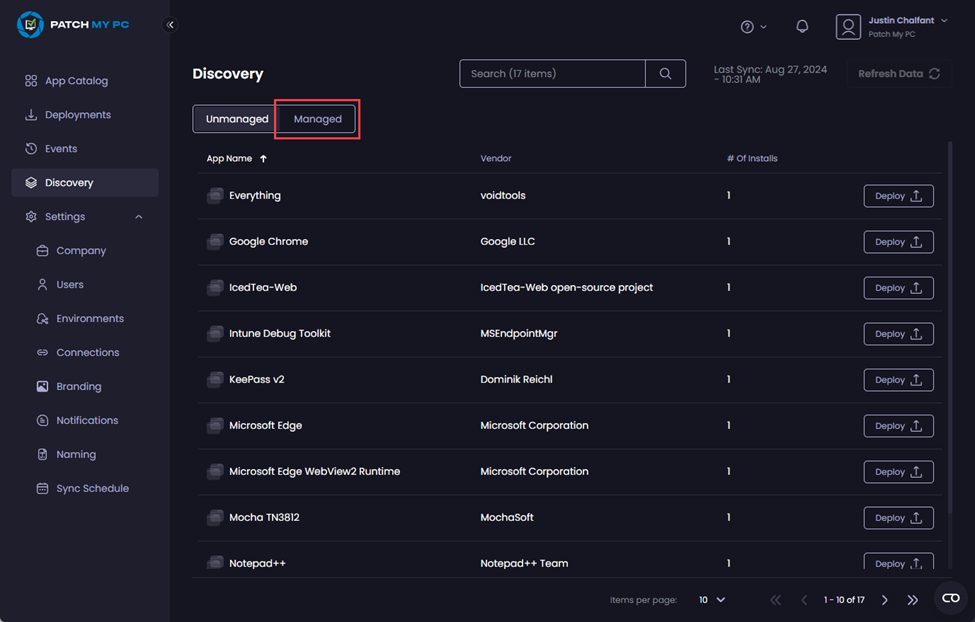 PATCH MY PC
Justin Chalfant
Patch My PC
App Catalog
Deployments
Events
Discovery
Settings
Company
Users
Environments
Connections
Branding
Notifications
Naming
Sync Schedule
Discovery
Search (17 items)
Last Sync: Aug 27, 2024
- 10:31 AM
Refresh Data
Unmanaged Managed
App Name Vendor # Of Installs
Everything voidtools 1 Deploy
Google Chrome Google LLC 1 Deploy
IcedTea-Web IcedTea-Web open-source project 1 Deploy
Intune Debug Toolkit MSEndpointMgr 1 Deploy
KeePass v2 Dominik Reichl 1 Deploy
Microsoft Edge Microsoft Corporation 1 Deploy
Microsoft Edge WebView2 Runtime Microsoft Corporation 1 Deploy
Mocha TN3812 MochaSoft 1 Deploy
Notepad++ Notepad++ Team 1 Deploy
Items per page: 10 1 - 10 of 17